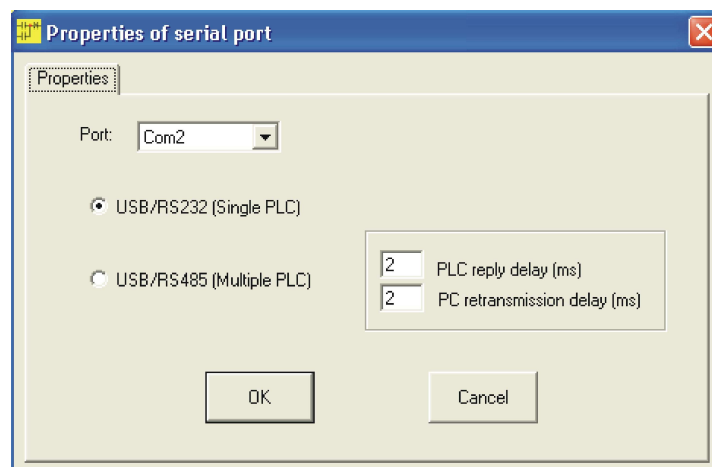 Properties of serial port
Properties
Port: Com2
USB/RS232 (Single PLC)
USB/RS485 (Multiple PLC)
2 PLC reply delay (ms)
2 PC retransmission delay (ms)
OK Cancel